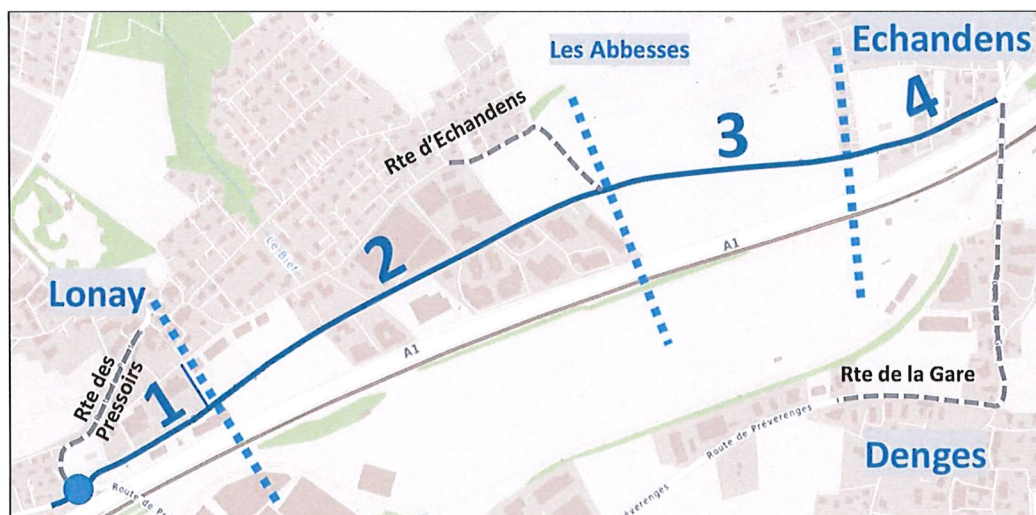 Echandens
Les Abbesses
4
3
Rte d'Echandens
2
A1
Le Bief
Lonay
A1
Rte des
Pressoirs
1
Rte de la Gare
Route de Préverenges
Denges
Route de Pr
réverenges